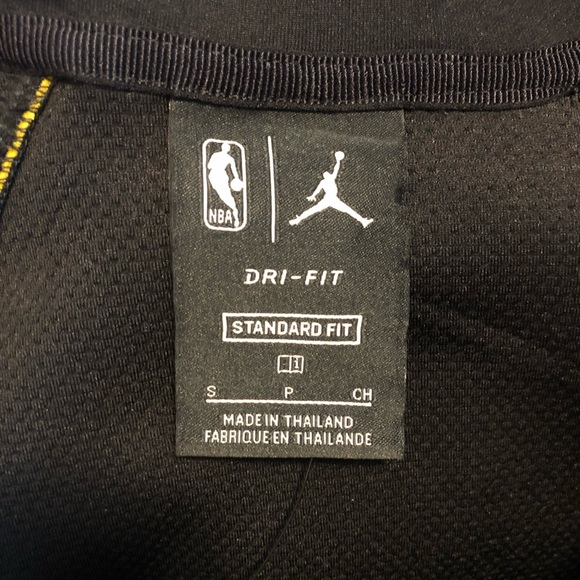 NBA
DRI-FIT
STANDARD FIT
i
S P CH
MADE IN THAILAND
FABRIQUE EN THAILANDE